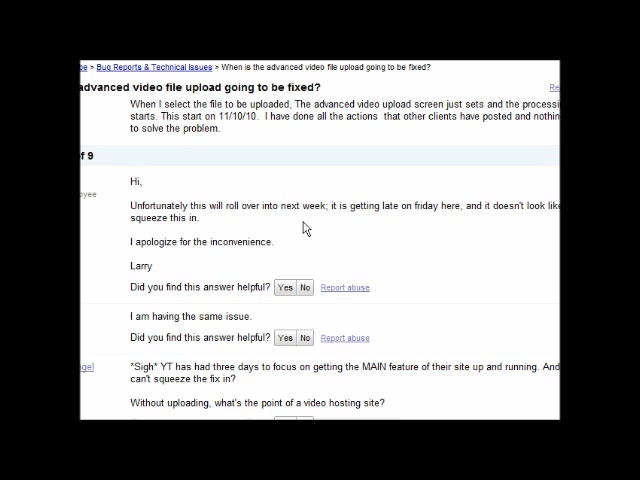 be > Bug Reports & Technical Issues > When is the advanced video file upload going to be fixed?
advanced video file upload going to be fixed?
Re
When I select the file to be uploaded, The advanced video upload screen just sets and the processi
starts. This start on 11/10/10. I have done all the actions that other clients have posted and nothin
to solve the problem.
of 9
Hi,
oyee
Unfortunately this will roll over into next week; it is getting late on friday here, and it doesn't look like
squeeze this in.
I apologize for the inconvenience.
Larry
Did you find this answer helpful? Yes No Report abuse
I am having the same issue.
Did you find this answer helpful? Yes No Report abuse
ngel
*Sigh* YT has had three days to focus on getting the MAIN feature of their site up and running. And
can't squeeze the fix in?
Without uploading, what's the point of a video hosting site?